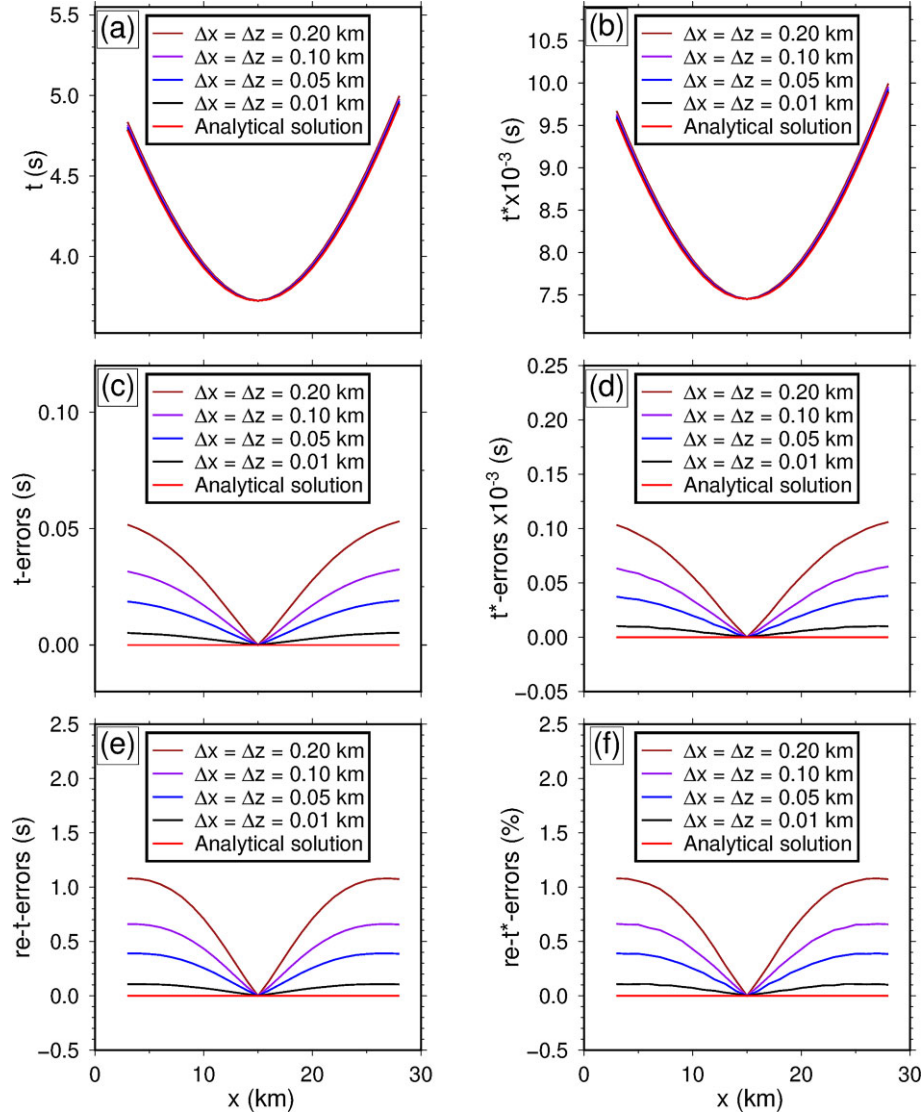 (a)
Δx = Δz = 0.20 km
Δx = Δz = 0.10 km
Δx = Δz = 0.05 km
Δx = Δz = 0.01 km
Analytical solution
5.5
5.0
4.5
4.0
t (s)
(b)
Δx = Δz = 0.20 km
Δx = Δz = 0.10 km
Δx = Δz = 0.05 km
Δx = Δz = 0.01 km
Analytical solution
10.5
10.0
9.5
9.0
8.5
8.0
7.5
t*x10⁻³ (s)
(c)
Δx = Δz = 0.20 km
Δx = Δz = 0.10 km
Δx = Δz = 0.05 km
Δx = Δz = 0.01 km
Analytical solution
0.10
0.05
0.00
t-errors (s)
(d)
Δx = Δz = 0.20 km
Δx = Δz = 0.10 km
Δx = Δz = 0.05 km
Δx = Δz = 0.01 km
Analytical solution
0.25
0.20
0.15
0.10
0.05
0.00
−0.05
t*-errors x10⁻³ (s)
(e)
Δx = Δz = 0.20 km
Δx = Δz = 0.10 km
Δx = Δz = 0.05 km
Δx = Δz = 0.01 km
Analytical solution
2.5
2.0
1.5
1.0
0.5
0.0
−0.5
re-t-errors (s)
0 10 20 30
x (km)
(f)
Δx = Δz = 0.20 km
Δx = Δz = 0.10 km
Δx = Δz = 0.05 km
Δx = Δz = 0.01 km
Analytical solution
2.5
2.0
1.5
1.0
0.5
0.0
−0.5
re-t*-errors (%)
0 10 20 30
x (km)